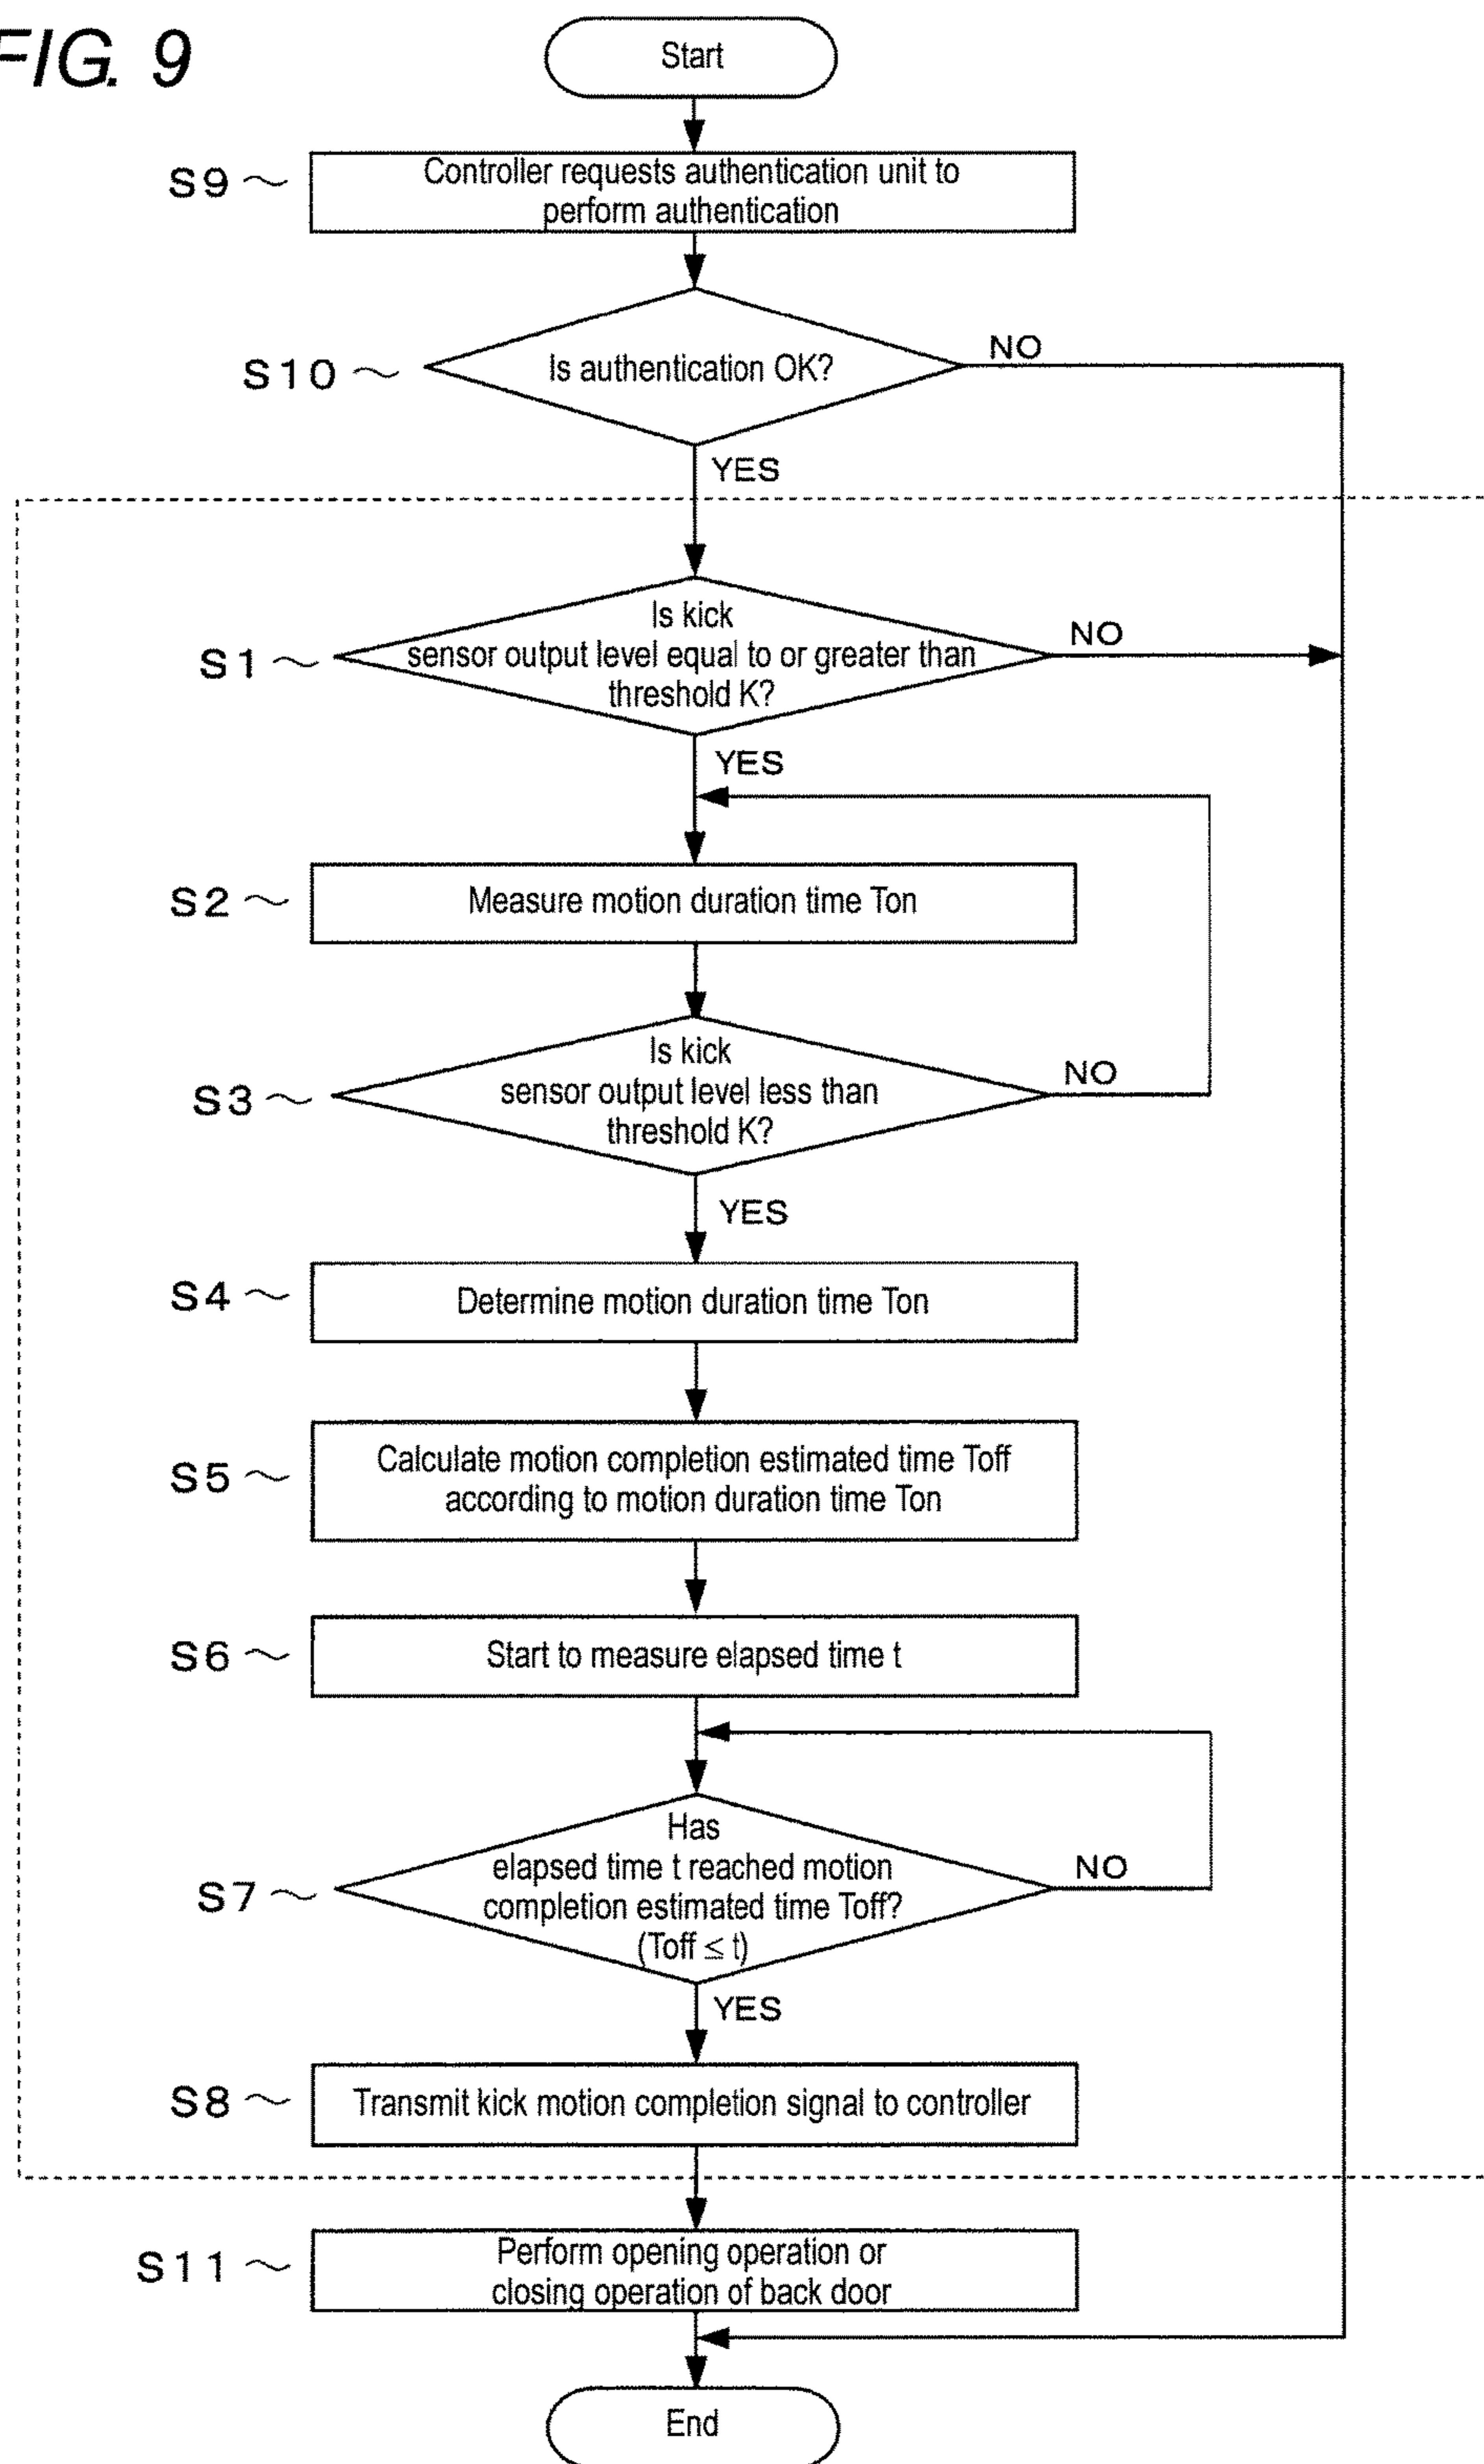 FIG. 9
Start
S9
Controller requests authentication unit to
perform authentication
S10
Is authentication OK?
NO
YES
S1
Is kick
sensor output level equal to or greater than
threshold K?
NO
YES
S2
Measure motion duration time Ton
S3
Is kick
sensor output level less than
threshold K?
NO
YES
S4
Determine motion duration time Ton
S5
Calculate motion completion estimated time Toff
according to motion duration time Ton
S6
Start to measure elapsed time t
S7
Has
elapsed time t reached motion
completion estimated time Toff?
(Toff ≤ t)
NO
YES
S8
Transmit kick motion completion signal to controller
S11
Perform opening operation or
closing operation of back door
End